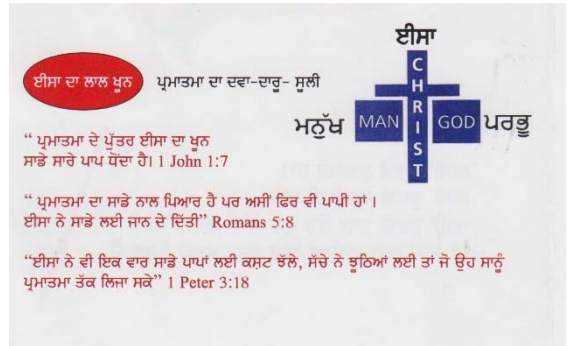 ਈਸਾ
ਈਸਾ ਦਾ ਲਾਲ ਖੂਨ
ਪ੍ਰਮਾਤਮਾ ਦਾ ਦਵਾ-ਦਾਰੂ- ਸੂਲੀ
CHRIST
ਮਨੁੱਖ MAN GOD ਪਰਭੂ
“ ਪ੍ਰਮਾਤਮਾ ਦੇ ਪੁੱਤਰ ਈਸਾ ਦਾ ਖੂਨ
ਸਾਡੇ ਸਾਰੇ ਪਾਪ ਧੋਂਦਾ ਹੈ। 1 John 1:7
“ ਪ੍ਰਮਾਤਮਾ ਦਾ ਸਾਡੇ ਨਾਲ ਪਿਆਰ ਹੈ ਪਰ ਅਸੀਂ ਫਿਰ ਵੀ ਪਾਪੀ ਹਾਂ ।
ਈਸਾ ਨੇ ਸਾਡੇ ਲਈ ਜਾਨ ਦੇ ਦਿੱਤੀ” Romans 5:8
“ਈਸਾ ਨੇ ਵੀ ਇਕ ਵਾਰ ਸਾਡੇ ਪਾਪਾਂ ਲਈ ਕਸ਼ਟ ਝੱਲੇ, ਸੱਚੇ ਨੇ ਝੂਠਿਆਂ ਲਈ ਤਾਂ ਜੋ ਉਹ ਸਾਨੂੰ
ਪ੍ਰਮਾਤਮਾ ਤੱਕ ਲਿਜਾ ਸਕੇ” 1 Peter 3:18